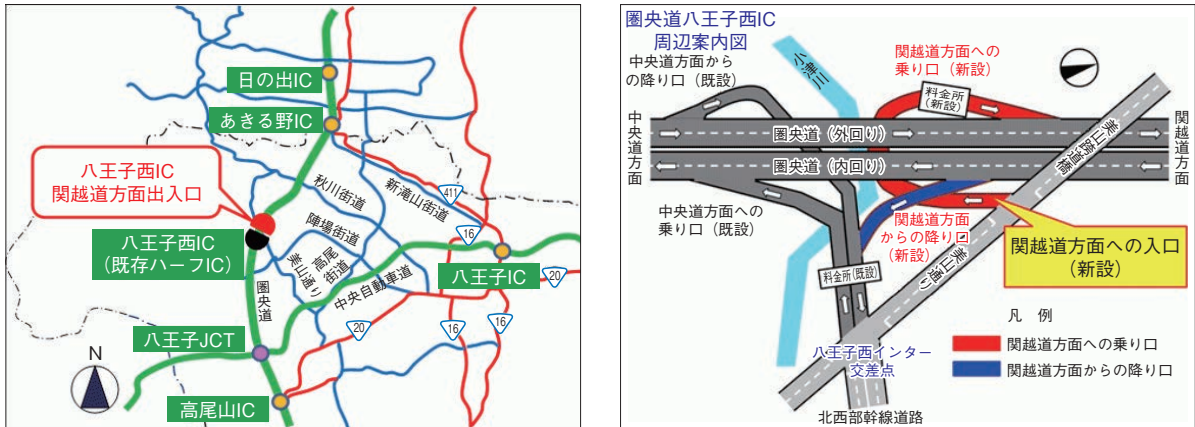 日の出IC
あきる野IC
八王子西IC
関越道方面出入口
八王子西IC
（既存ハーフIC）
秋川街道
新滝山街道
411
陣場街道
16
高尾
街道
美山通り
八王子IC
20
中央自動車道
圏央道
20
16
16
八王子JCT
N
高尾山IC
圏央道八王子西IC
周辺案内図
中央道方面から
の降り口（既設）
小津川
関越道方面への
乗り口（新設）
料金所
（新設）
中央道方面
圏央道（外回り）
圏央道（内回り）
関越道方面
美山跨道橋
中央道方面への
乗り口（既設）
関越道方面
からの降り口
（新設）
料金所（既設）
美山通り
関越道方面への入口
（新設）
凡 例
関越道方面への乗り口
関越道方面からの降り口
八王子西インター
交差点
北西部幹線道路